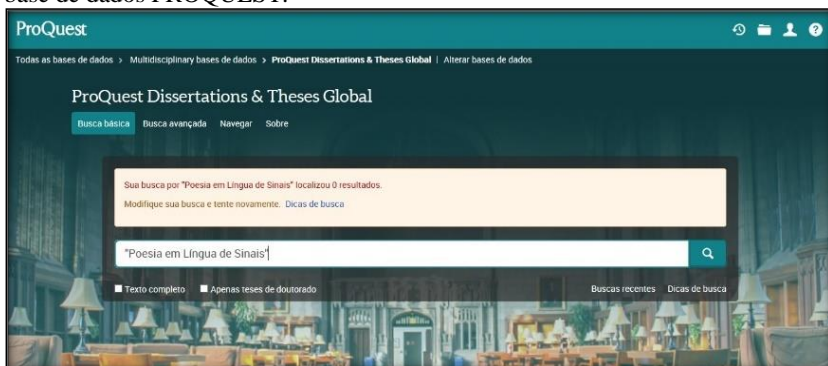 base de dados PROQUEST.
ProQuest
Todas as bases de dados > Multidisciplinary bases de dados > ProQuest Dissertations & Theses Global | Alterar bases de dados
ProQuest Dissertations & Theses Global
Busca básica Busca avançada Navegar Sobre
Sua busca por "Poesia em Língua de Sinais" localizou 0 resultados.
Modifique sua busca e tente novamente. Dicas de busca
"Poesia em Língua de Sinais"
Texto completo Apenas teses de doutorado Buscas recentes Dicas de busca